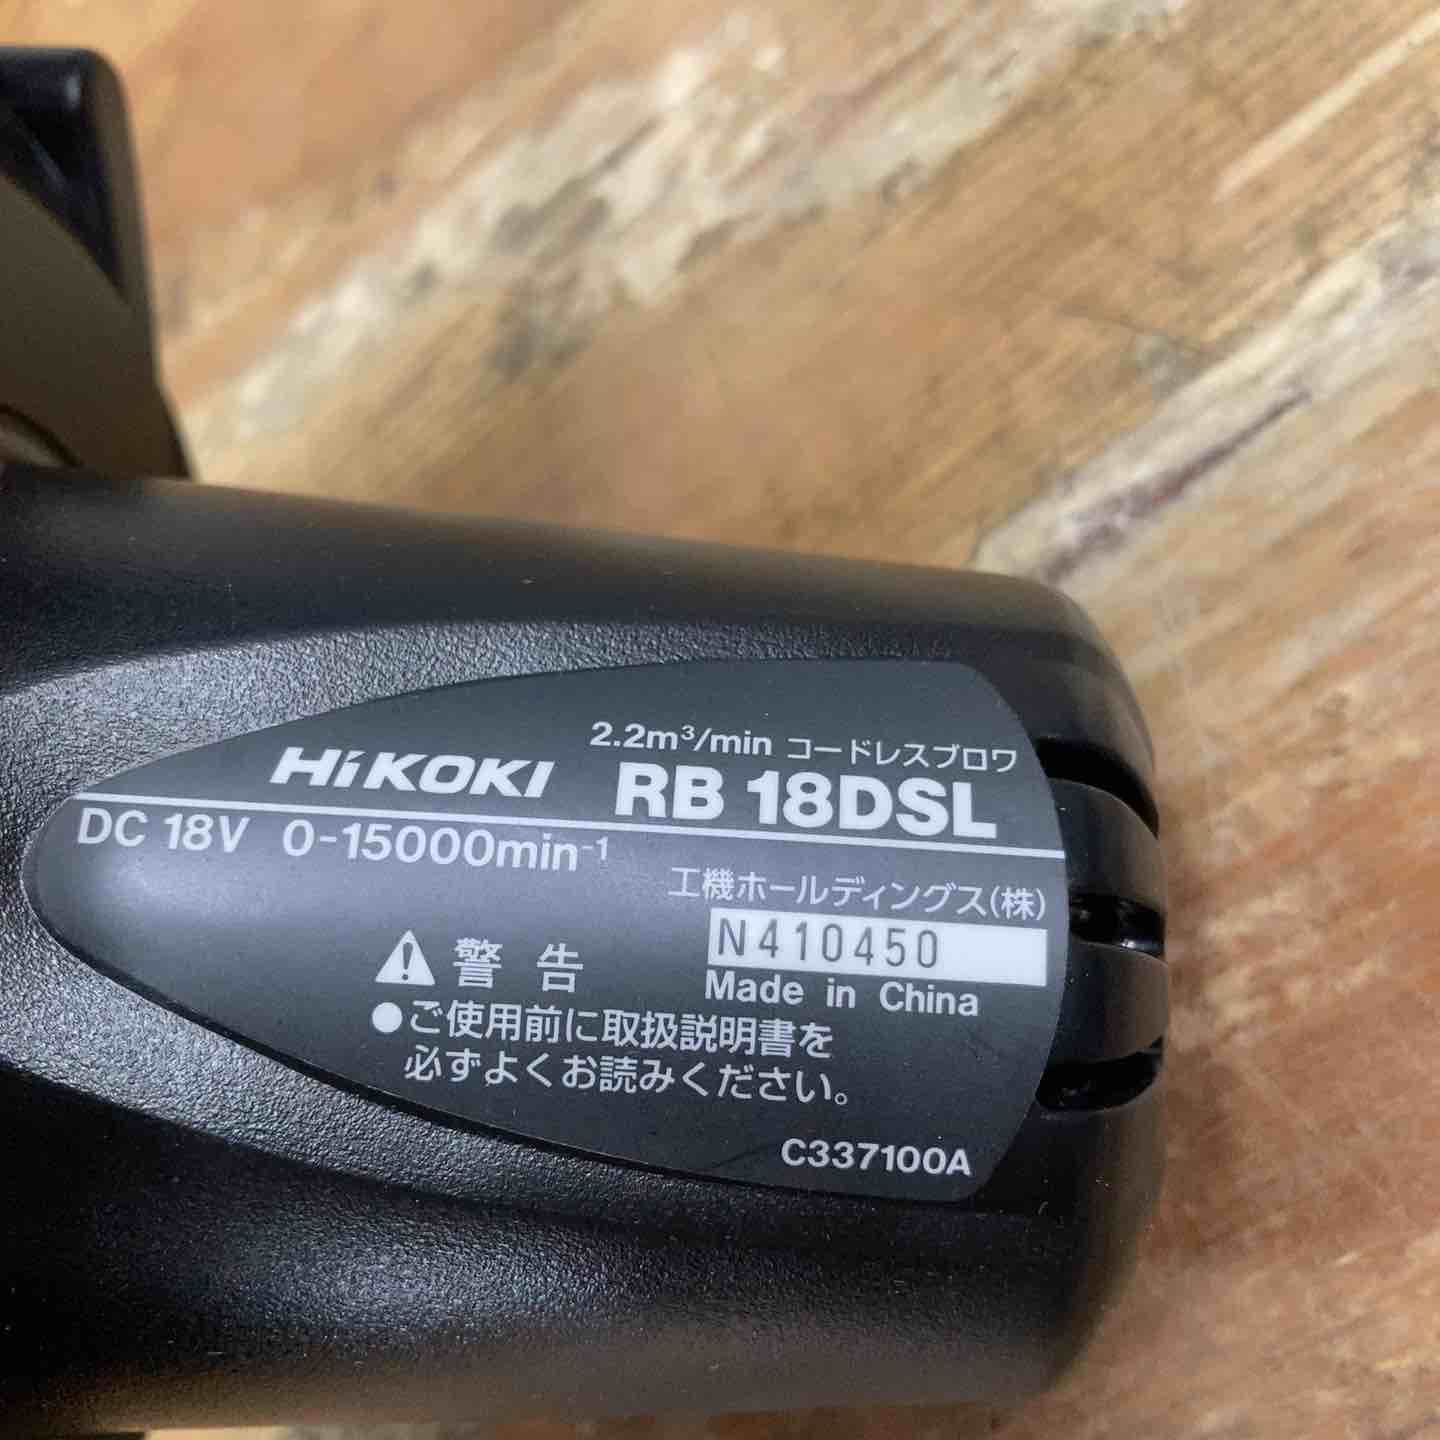 2.2m³/min コードレスブロワ
HiKOKI RB 18DSL
DC 18V 0-15000min⁻¹
工機ホールディングス(株)
N410450
Made in China
⚠警告
●ご使用前に取扱説明書を
必ずよくお読みください。
C337100A